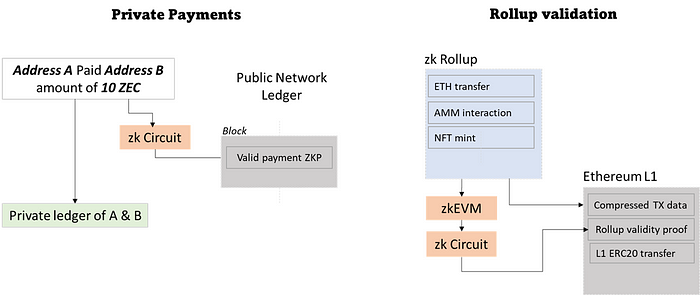 Private Payments
Address A Paid Address B
amount of 10 ZEC
Public Network
Ledger
zk Circuit
Block
Valid payment ZKP
Private ledger of A & B
Rollup validation
zk Rollup
ETH transfer
AMM interaction
NFT mint
zkEVM
zk Circuit
Ethereum L1
Compressed TX data
Rollup validity proof
L1 ERC20 transfer